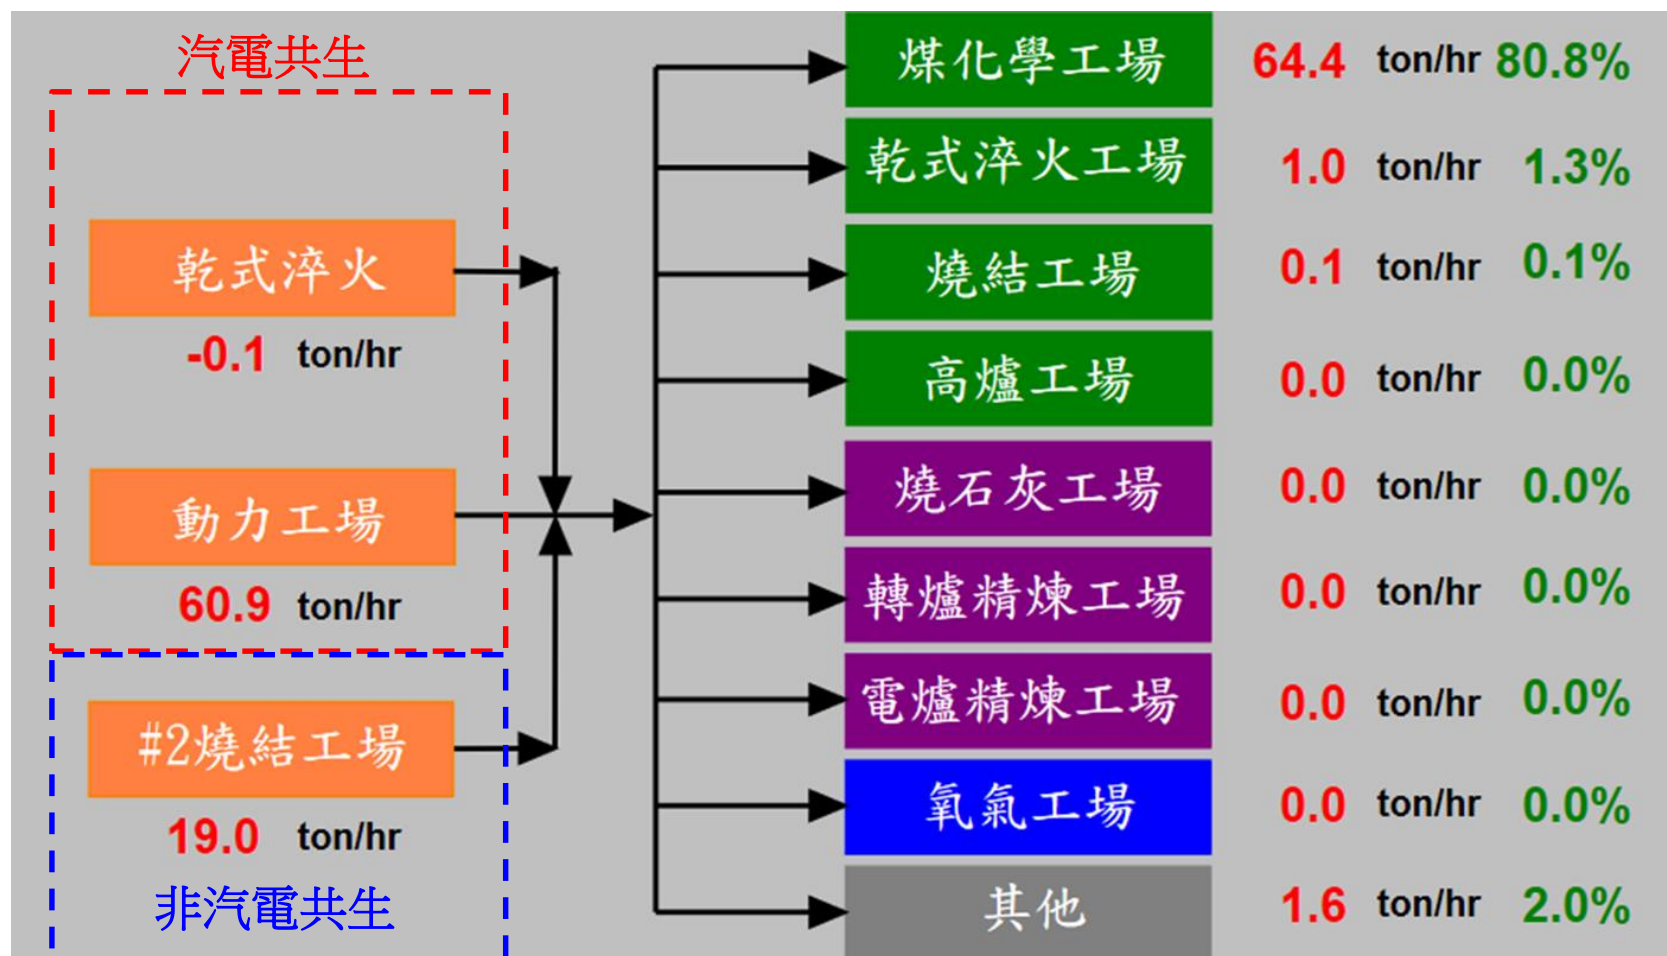 汽電共生
乾式淬火
-0.1 ton/hr
動力工場
60.9 ton/hr
#2燒結工場
19.0 ton/hr
非汽電共生
煤化學工場 64.4 ton/hr 80.8%
乾式淬火工場 1.0 ton/hr 1.3%
燒結工場 0.1 ton/hr 0.1%
高爐工場 0.0 ton/hr 0.0%
燒石灰工場 0.0 ton/hr 0.0%
轉爐精煉工場 0.0 ton/hr 0.0%
電爐精煉工場 0.0 ton/hr 0.0%
氧氣工場 0.0 ton/hr 0.0%
其他 1.6 ton/hr 2.0%